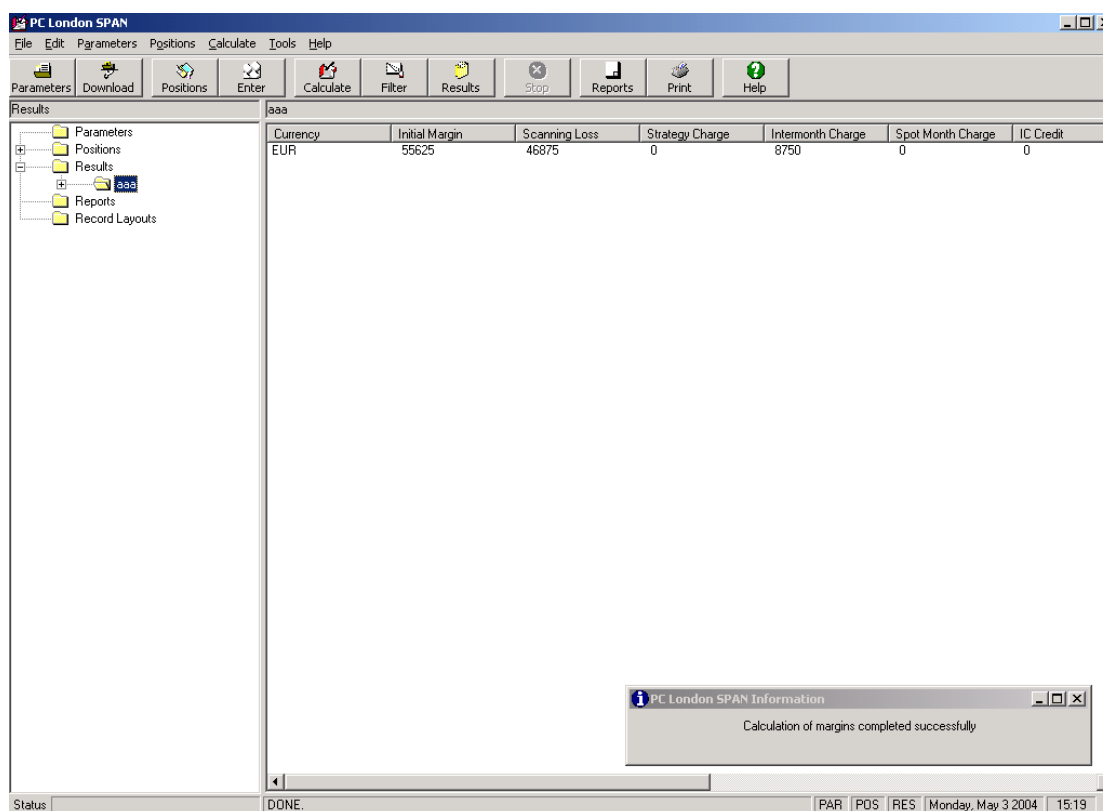 PC London SPAN
File Edit Parameters Positions Calculate Tools Help
Parameters Download Positions Enter Calculate Filter Results Stop Reports Print Help
Results aaa
Parameters
Positions
Results
aaa
Reports
Record Layouts
Currency Initial Margin Scanning Loss Strategy Charge Intermonth Charge Spot Month Charge IC Credit
EUR 55625 46875 0 8750 0 0
PC London SPAN Information
Calculation of margins completed successfully
Status DONE. PAR POS RES Monday, May 3 2004 15:19